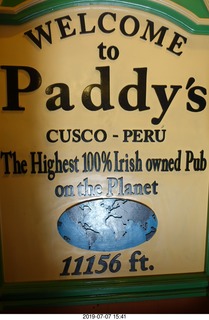 WELCOME
to
Paddy's
CUSCO - PERU
The Highest 100% Irish owned Pub
on the Planet
11156 ft.
2019-07-07 15:41